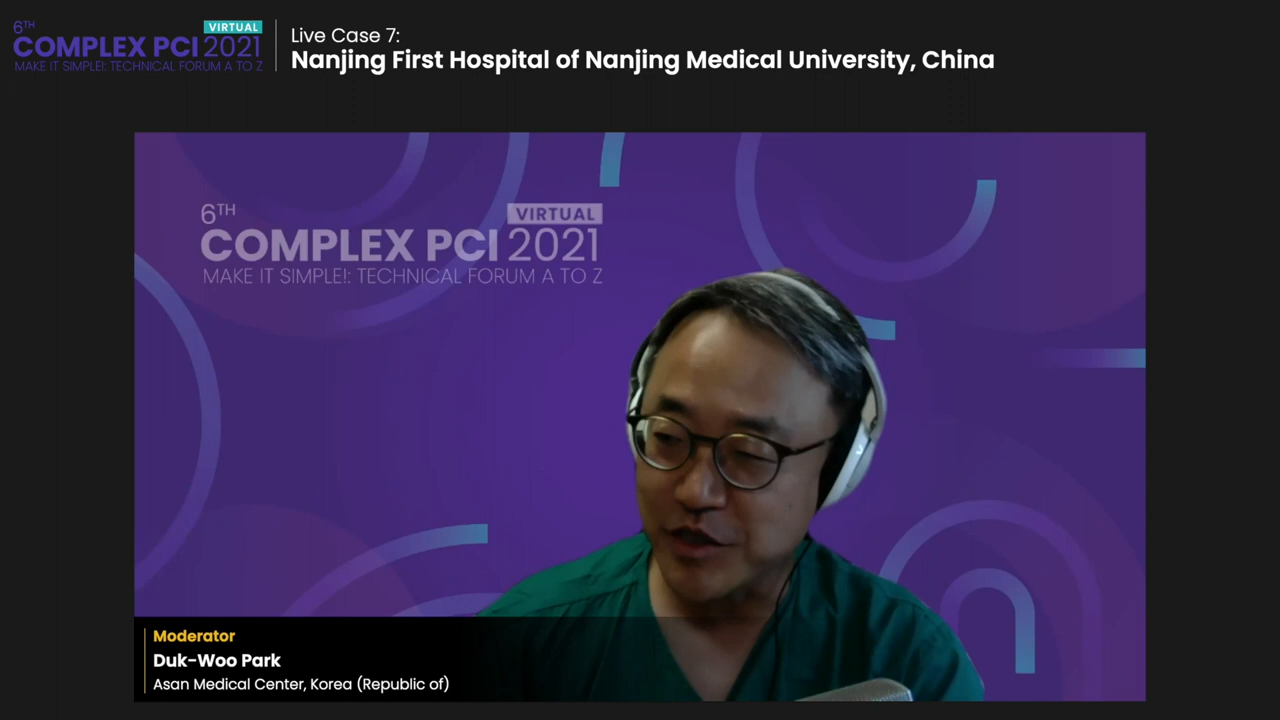 6TH VIRTUAL
COMPLEX PCI 2021
MAKE IT SIMPLE!: TECHNICAL FORUM A TO Z
Live Case 7:
Nanjing First Hospital of Nanjing Medical University, China
6TH VIRTUAL
COMPLEX PCI 2021
MAKE IT SIMPLE!: TECHNICAL FORUM A TO Z
Moderator
Duk-Woo Park
Asan Medical Center, Korea (Republic of)